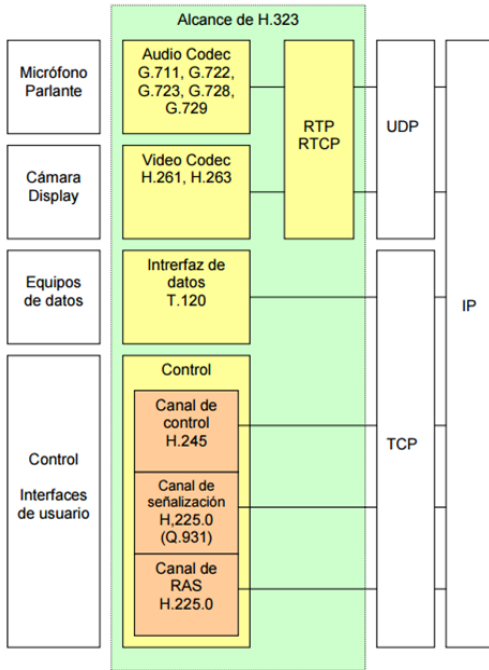 Alcance de H.323
Micrófono
Parlante
Audio Codec
G.711, G.722,
G.723, G.728,
G.729
RTP
RTCP
UDP
IP
Cámara
Display
Video Codec
H.261, H.263
Equipos
de datos
Intrerfaz de
datos
T.120
TCP
Control
Interfaces
de usuario
Control
Canal de
control
H.245
Canal de
señalización
H,225.0
(Q.931)
Canal de
RAS
H.225.0